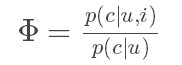 Φ = p(c|u,i) / p(c|u)